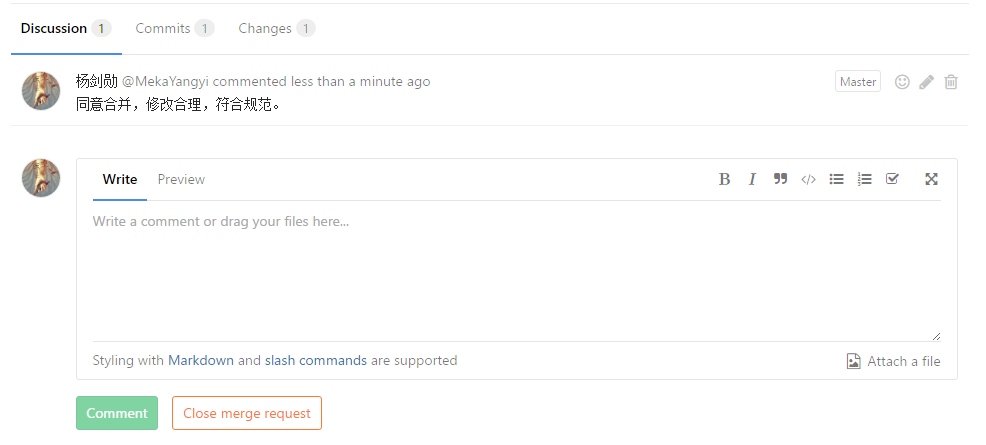 Discussion 1 Commits 1 Changes 1
杨剑勋 @MekaYangyi commented less than a minute ago Master
同意合并，修改合理，符合规范。
Write Preview
Write a comment or drag your files here...
Styling with Markdown and slash commands are supported Attach a file
Comment Close merge request